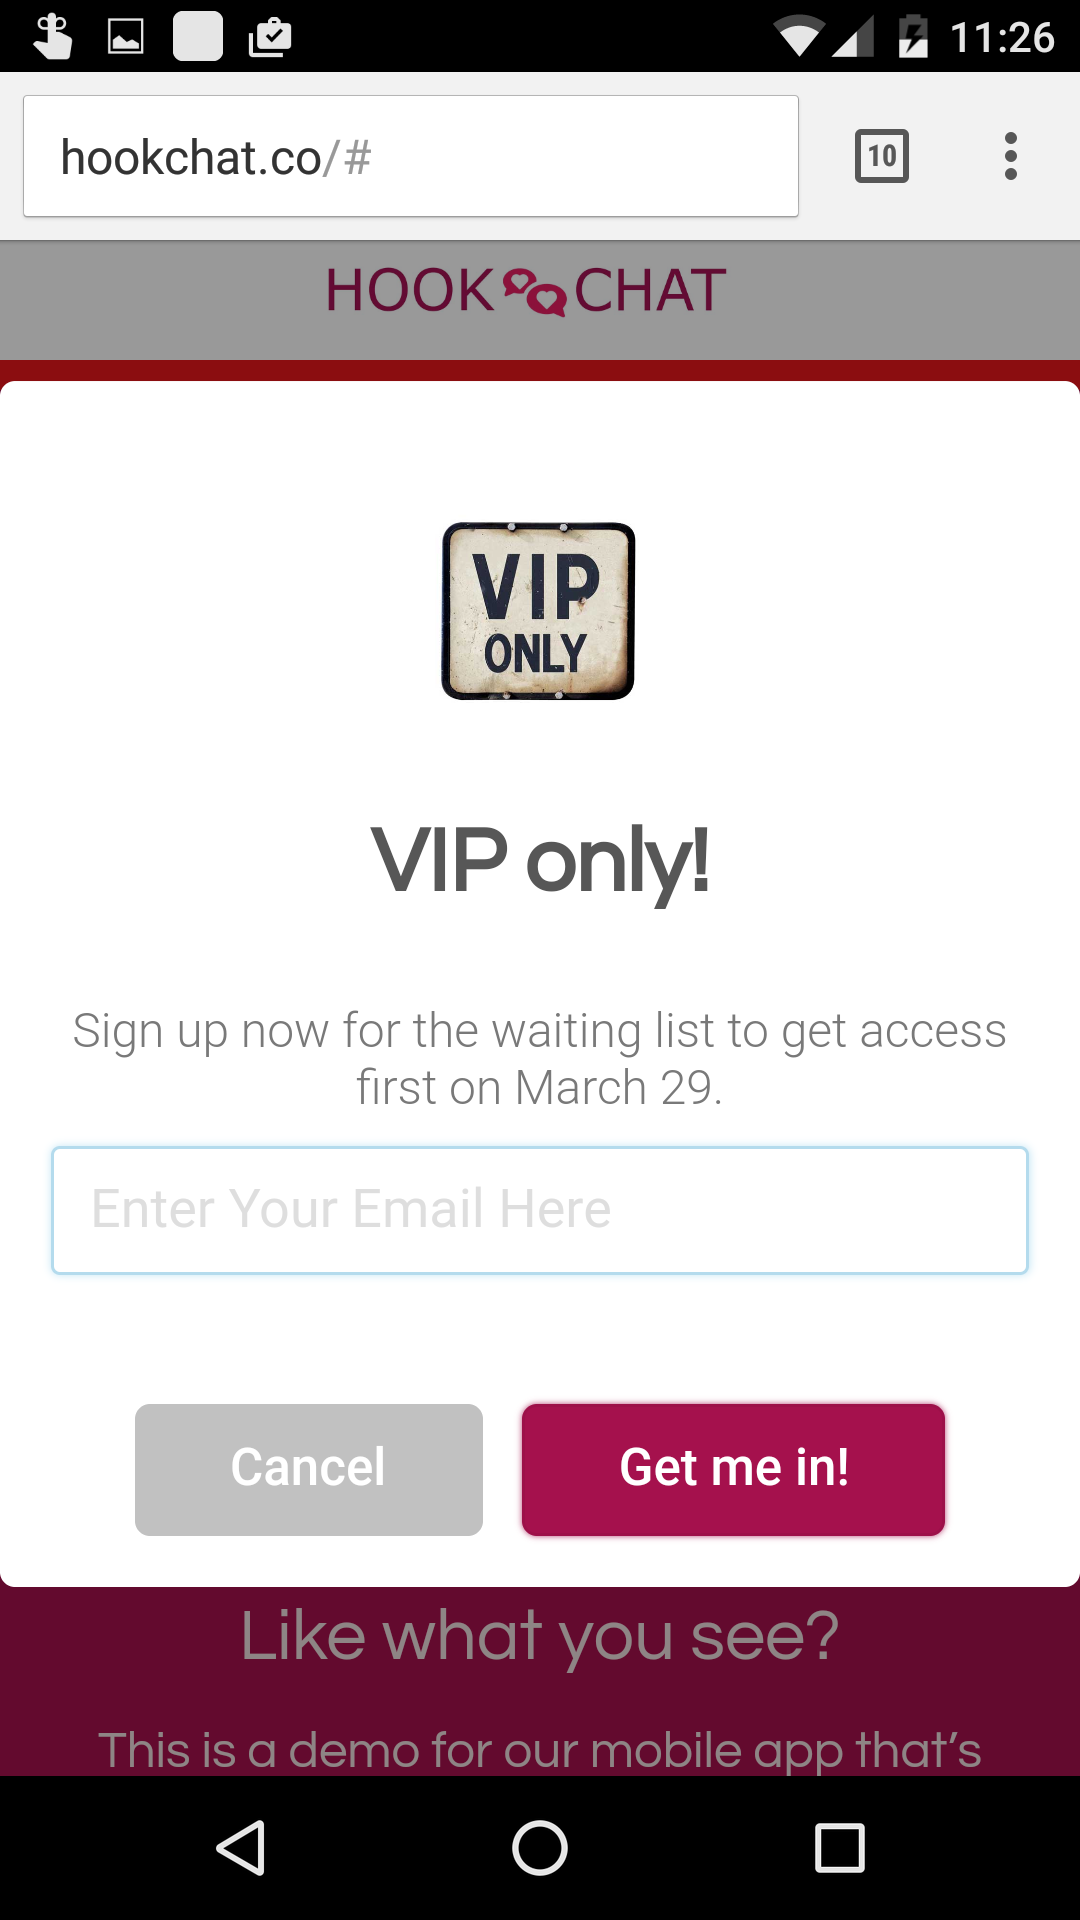 11:26
hookchat.co/#
10
HOOK CHAT
VIP
ONLY
VIP only!
Sign up now for the waiting list to get access
first on March 29.
Enter Your Email Here
Cancel
Get me in!
Like what you see?
This is a demo for our mobile app that’s